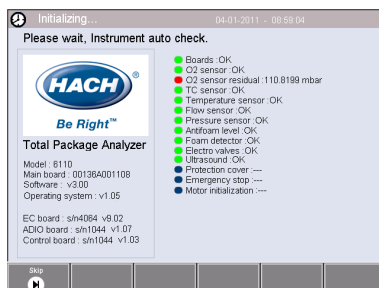 Initializing...
04-01-2011 - 08:59:04
Please wait, Instrument auto check.
HACH®
Be Right™
Total Package Analyzer
Model : 6110
Main board : 00136A001108
Software : v3.00
Operating system : v1.05
EC board : s/n4064 v9.02
ADIO board : s/n1044 v1.07
Control board : s/n1044 v1.03
Boards :OK
O2 sensor :OK
O2 sensor residual :110.8199 mbar
TC sensor :OK
Temperature sensor :OK
Flow sensor :OK
Pressure sensor :OK
Antifoam level :OK
Foam detector :OK
Electro valves :OK
Ultrasound :OK
Protection cover :---
Emergency stop :---
Motor initialization :---
Skip